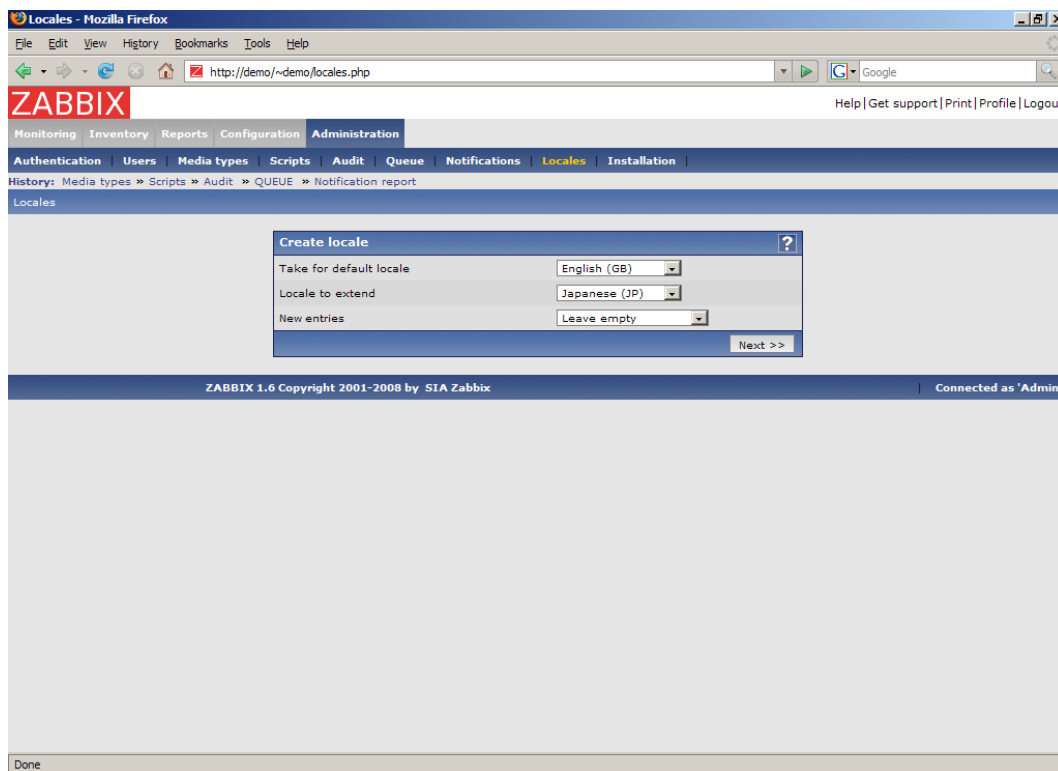 Locales - Mozilla Firefox
File Edit View History Bookmarks Tools Help
http://demo/~demo/locales.php
G Google
ZABBIX
Help | Get support | Print | Profile | Logou
Monitoring Inventory Reports Configuration Administration
Authentication | Users | Media types | Scripts | Audit | Queue | Notifications | Locales | Installation |
History: Media types » Scripts » Audit » QUEUE » Notification report
Locales
Create locale ?
Take for default locale English (GB)
Locale to extend Japanese (JP)
New entries Leave empty
Next >>
ZABBIX 1.6 Copyright 2001-2008 by SIA Zabbix | Connected as 'Admin
Done